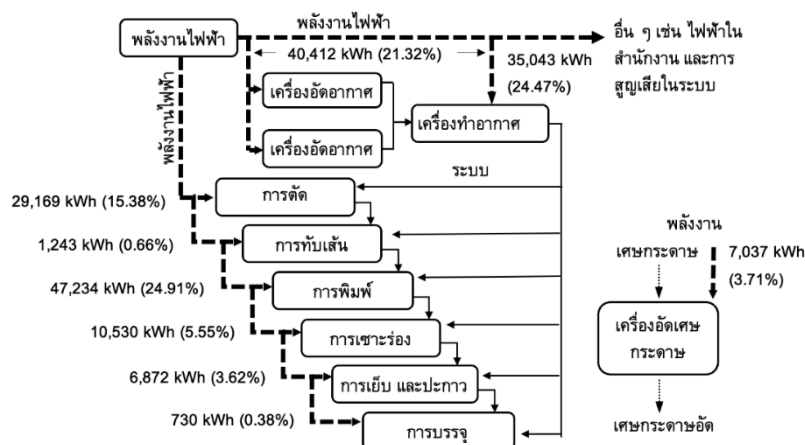 พลังงานไฟฟ้า
พลังงานไฟฟ้า
40,412 kWh (21.32%)
35,043 kWh
(24.47%)
อื่น ๆ เช่น ไฟฟ้าใน
สำนักงาน และการ
สูญเสียในระบบ
พลังงานไฟฟ้า
เครื่องอัดอากาศ
เครื่องทำอากาศ
เครื่องอัดอากาศ
ระบบ
29,169 kWh (15.38%)
การตัด
1,243 kWh (0.66%)
การทับเส้น
47,234 kWh (24.91%)
การพิมพ์
10,530 kWh (5.55%)
การเซาะร่อง
6,872 kWh (3.62%)
การเย็บ และปะกาว
730 kWh (0.38%)
การบรรจุ
พลังงาน
เศษกระดาษ
7,037 kWh
(3.71%)
เครื่องอัดเศษ
กระดาษ
เศษกระดาษอัด